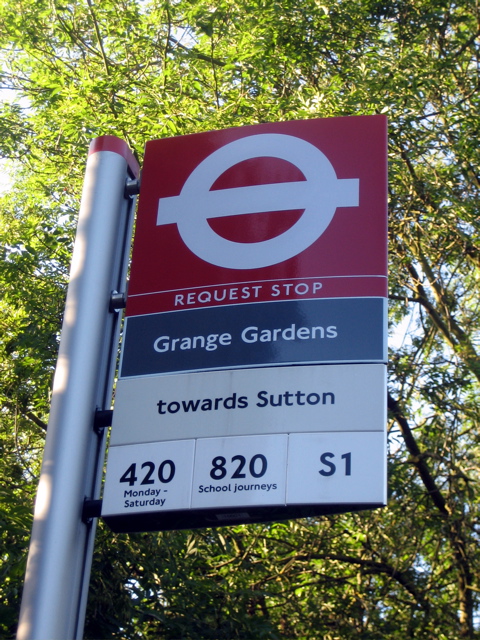 REQUEST STOP
Grange Gardens
towards Sutton
420
Monday -
Saturday
820
School journeys
S1